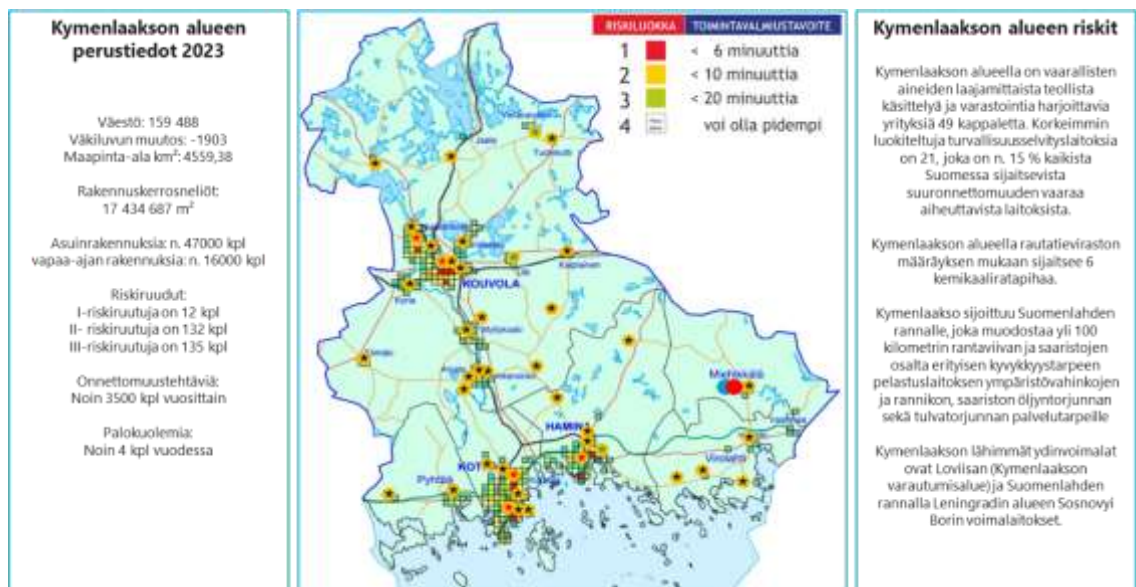 Kymenlaakson alueen
perustiedot 2023
Väestö: 159 488
Väkiluvun muutos: -1903
Maapinta-ala km²: 4559,38
Rakennuskerrosneliöt:
17 434 687 m²
Asuinrakennuksia: n. 47000 kpl
vapaa-ajan rakennuksia: n. 16000 kpl
Riskiruudut:
I-riskiruutuja on 12 kpl
II- riskiruutuja on 132 kpl
III-riskiruutuja on 135 kpl
Onnettomuustehtäviä:
Noin 3500 kpl vuosittain
Palokuolemia:
Noin 4 kpl vuodessa
RISKILUOKKA TOIMINTAVALMIUSTAVOITE
1 < 6 minuuttia
2 < 10 minuuttia
3 < 20 minuuttia
4 voi olla pidempi
Jaala
Tuohikotti
Kaipiainen
KOUVOLA
Koria
Myllykoski
Miehikkälä
HAMINA
Virolahti
KOT
Pyhtää
Kymenlaakson alueen riskit
Kymenlaakson alueella on vaarallisten
aineiden laajamittaista teollista
käsittelyä ja varastointia harjoittavia
yrityksiä 49 kappaletta. Korkeimmin
luokiteltuja turvallisuusselvityslaitoksia
on 21, joka on n. 15 % kaikista
Suomessa sijaitsevista
suuronnettomuuden vaaraa
aiheuttavista laitoksista.
Kymenlaakson alueella rautatieviraston
määräyksen mukaan sijaitsee 6
kemikaaliratapihaa.
Kymenlaakso sijoittuu Suomenlahden
rannalle, joka muodostaa yli 100
kilometrin rantaviivan ja saaristojen
osalta erityisen kyvykkyystarpeen
pelastuslaitoksen ympäristövahinkojen
ja rannikon, saariston öljyntorjunnan
sekä tulvatorjunnan palvelutarpeille
Kymenlaakson lähimmät ydinvoimalat
ovat Loviisan (Kymenlaakson
varautumisalue) ja Suomenlahden
rannalla Leningradin alueen Sosnovyi
Borin voimalaitokset.